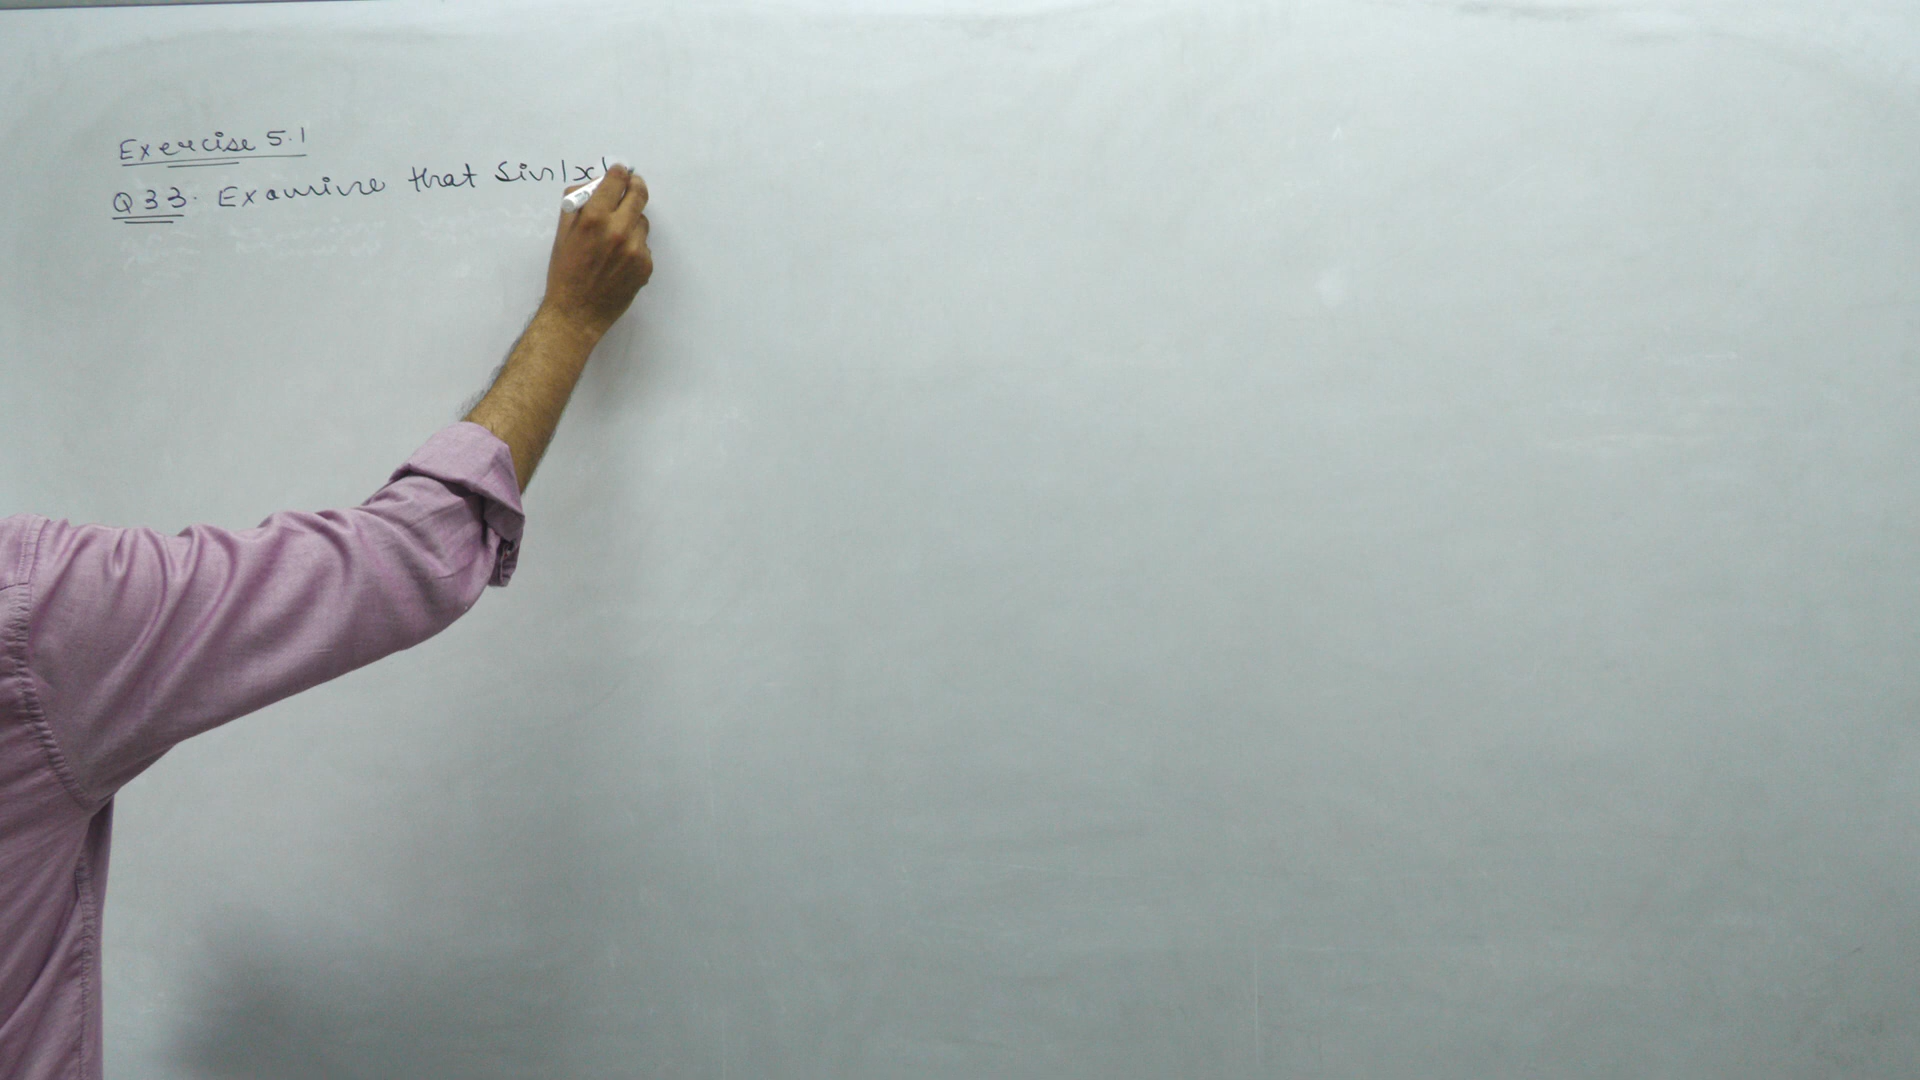 Exercise 5.1
Q33. Examine that Sin|x|